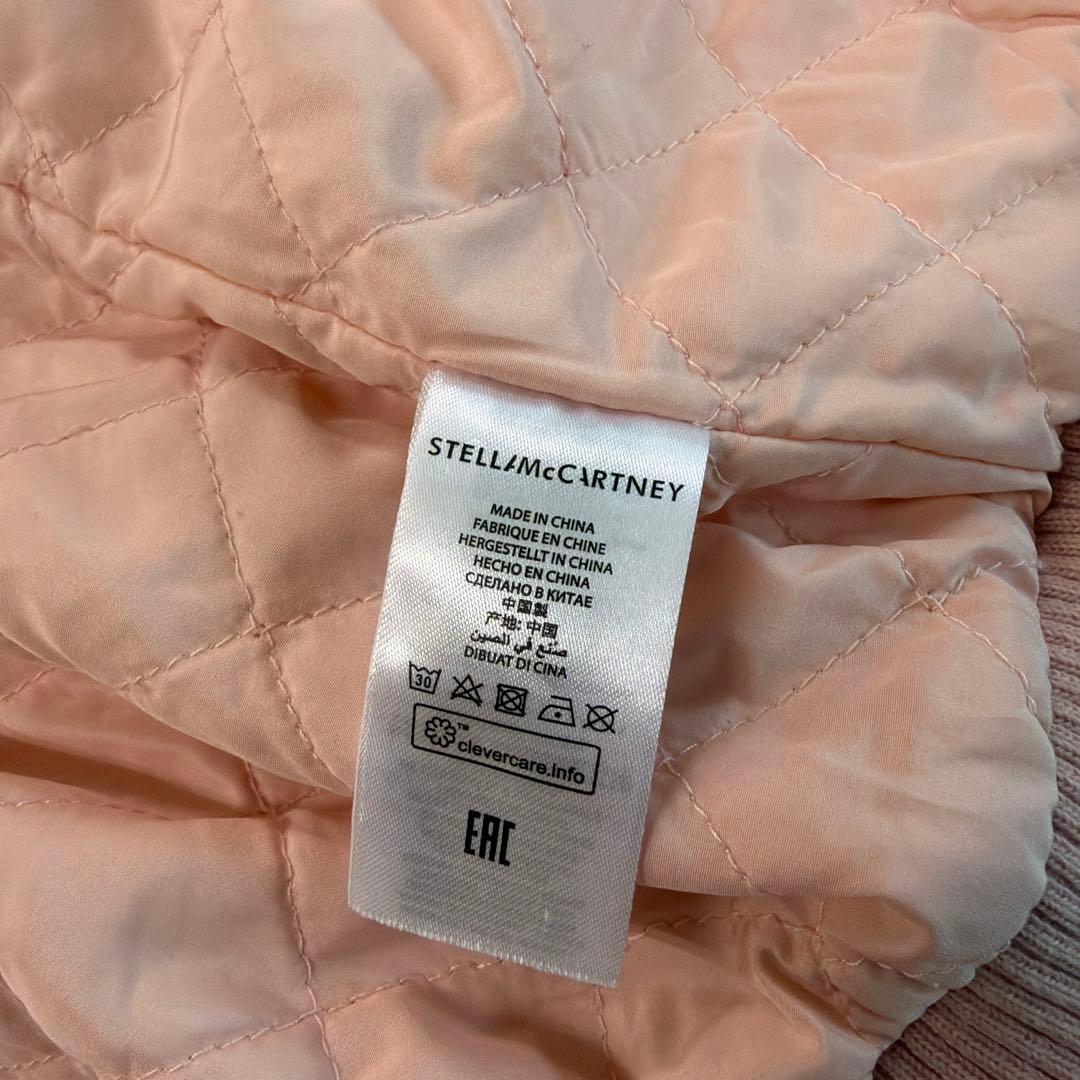 STELLA McCARTNEY
MADE IN CHINA
FABRIQUE EN CHINE
HERGESTELLT IN CHINA
HECHO EN CHINA
СДЕЛАНО В КИТАЕ
中国製
产地: 中国
صنع في الصين
DIBUAT DI CINA
30
™
clevercare.info
EAC